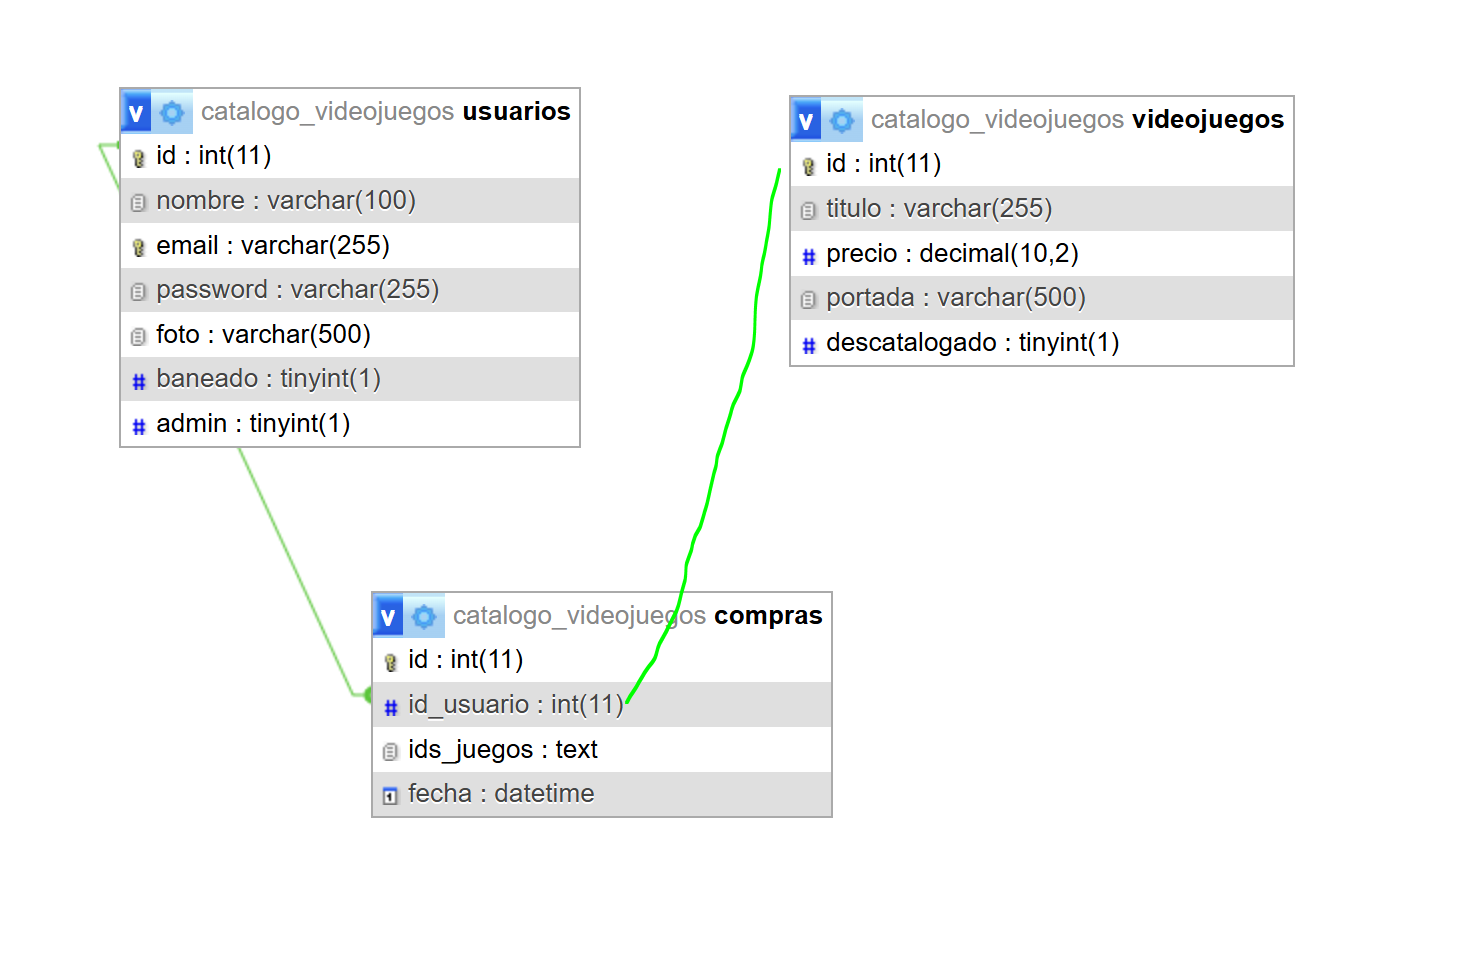 v catalogo_videojuegos usuarios
id : int(11)
nombre : varchar(100)
email : varchar(255)
password : varchar(255)
foto : varchar(500)
# baneado : tinyint(1)
# admin : tinyint(1)
v catalogo_videojuegos videojuegos
id : int(11)
titulo : varchar(255)
# precio : decimal(10,2)
portada : varchar(500)
# descatalogado : tinyint(1)
v catalogo_videojuegos compras
id : int(11)
# id_usuario : int(11)
ids_juegos : text
fecha : datetime